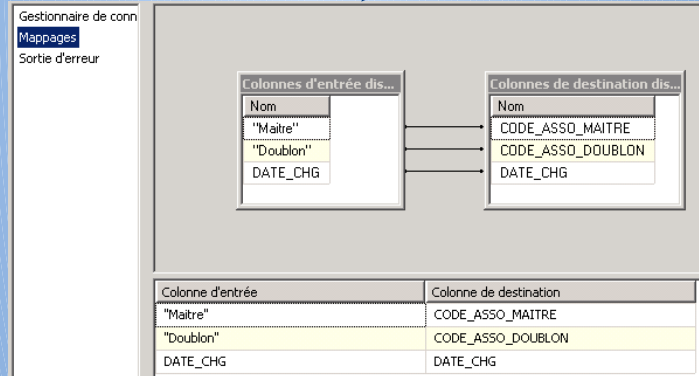 Gestionnaire de conn
Mappages
Sortie d'erreur
Colonnes d'entrée dis...
Nom
"Maitre"
"Doublon"
DATE_CHG
Colonnes de destination dis...
Nom
CODE_ASSO_MAITRE
CODE_ASSO_DOUBLON
DATE_CHG
Colonne d'entrée Colonne de destination
"Maitre" CODE_ASSO_MAITRE
"Doublon" CODE_ASSO_DOUBLON
DATE_CHG DATE_CHG